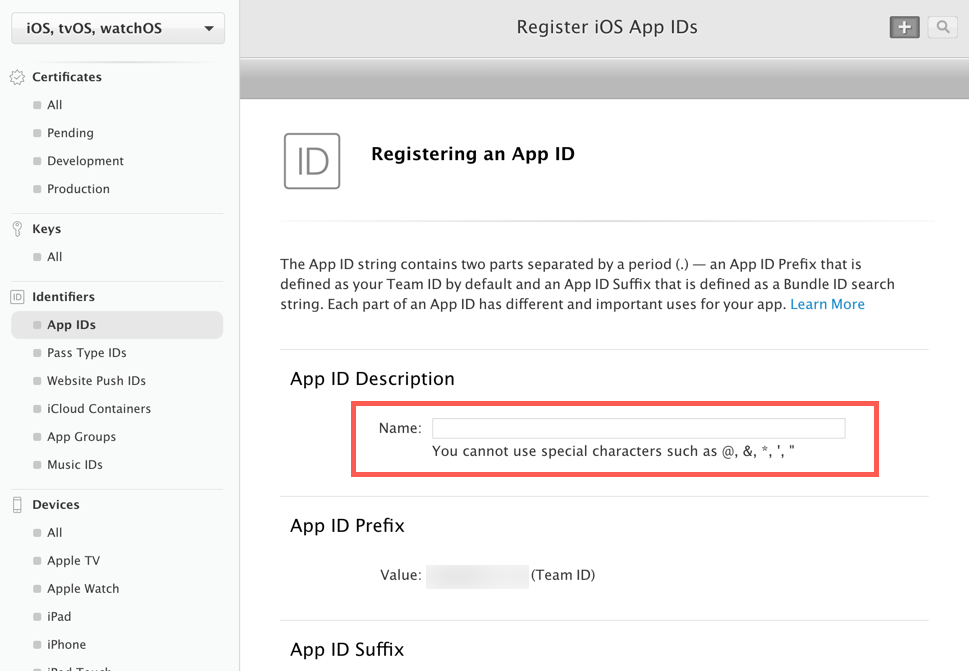 iOS, tvOS, watchOS
Certificates
All
Pending
Development
Production
Keys
All
ID Identifiers
App IDs
Pass Type IDs
Website Push IDs
iCloud Containers
App Groups
Music IDs
Devices
All
Apple TV
Apple Watch
iPad
iPhone
iPod Touch
Register iOS App IDs
ID
Registering an App ID
The App ID string contains two parts separated by a period (.) — an App ID Prefix that is
defined as your Team ID by default and an App ID Suffix that is defined as a Bundle ID search
string. Each part of an App ID has different and important uses for your app. Learn More
App ID Description
Name:
You cannot use special characters such as @, &, *, ', "
App ID Prefix
Value: (Team ID)
App ID Suffix